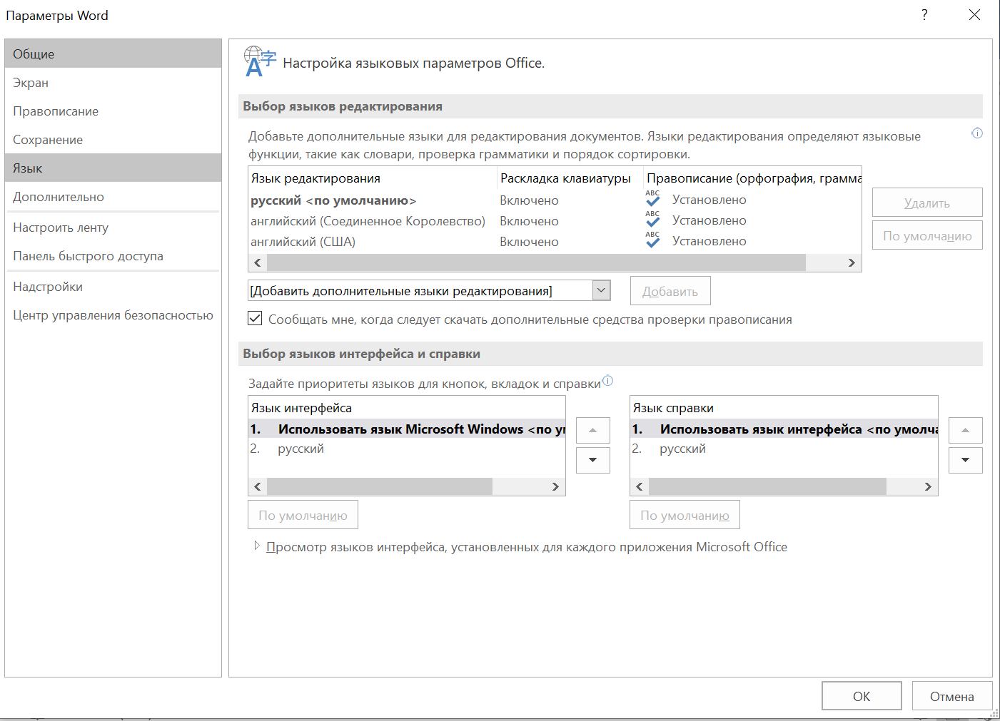 Параметры Word
?
Общие
Экран
Правописание
Сохранение
Язык
Дополнительно
Настроить ленту
Панель быстрого доступа
Надстройки
Центр управления безопасностью
A字
Настройка языковых параметров Office.
Выбор языков редактирования
Добавьте дополнительные языки для редактирования документов. Языки редактирования определяют языковые
функции, такие как словари, проверка грамматики и порядок сортировки.
Язык редактирования Раскладка клавиатуры Правописание (орфография, грамма
русский <по умолчанию> Включено ABC Установлено
английский (Соединенное Королевство) Включено ABC Установлено
английский (США) Включено ABC Установлено
Удалить
По умолчанию
[Добавить дополнительные языки редактирования] Добавить
Сообщать мне, когда следует скачать дополнительные средства проверки правописания
Выбор языков интерфейса и справки
Задайте приоритеты языков для кнопок, вкладок и справки
Язык интерфейса
1. Использовать язык Microsoft Windows <по у
2. русский
По умолчанию
Язык справки
1. Использовать язык интерфейса <по умолча
2. русский
По умолчанию
Просмотр языков интерфейса, установленных для каждого приложения Microsoft Office
ОК Отмена